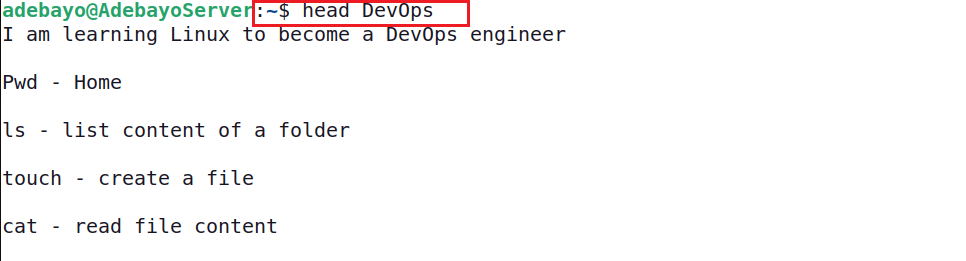 adebayo@AdebayoServer:~$ head DevOps
I am learning Linux to become a DevOps engineer
Pwd - Home
ls - list content of a folder
touch - create a file
cat - read file content